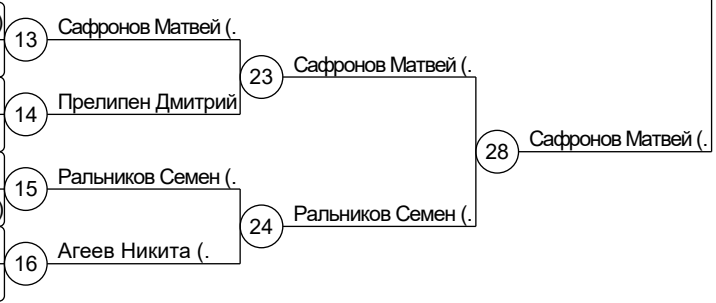 13 Сафронов Матвей (.
23 Сафронов Матвей (.
14 Прелипен Дмитрий
28 Сафронов Матвей (.
15 Ральников Семен (.
24 Ральников Семен (.
16 Агеев Никита (.